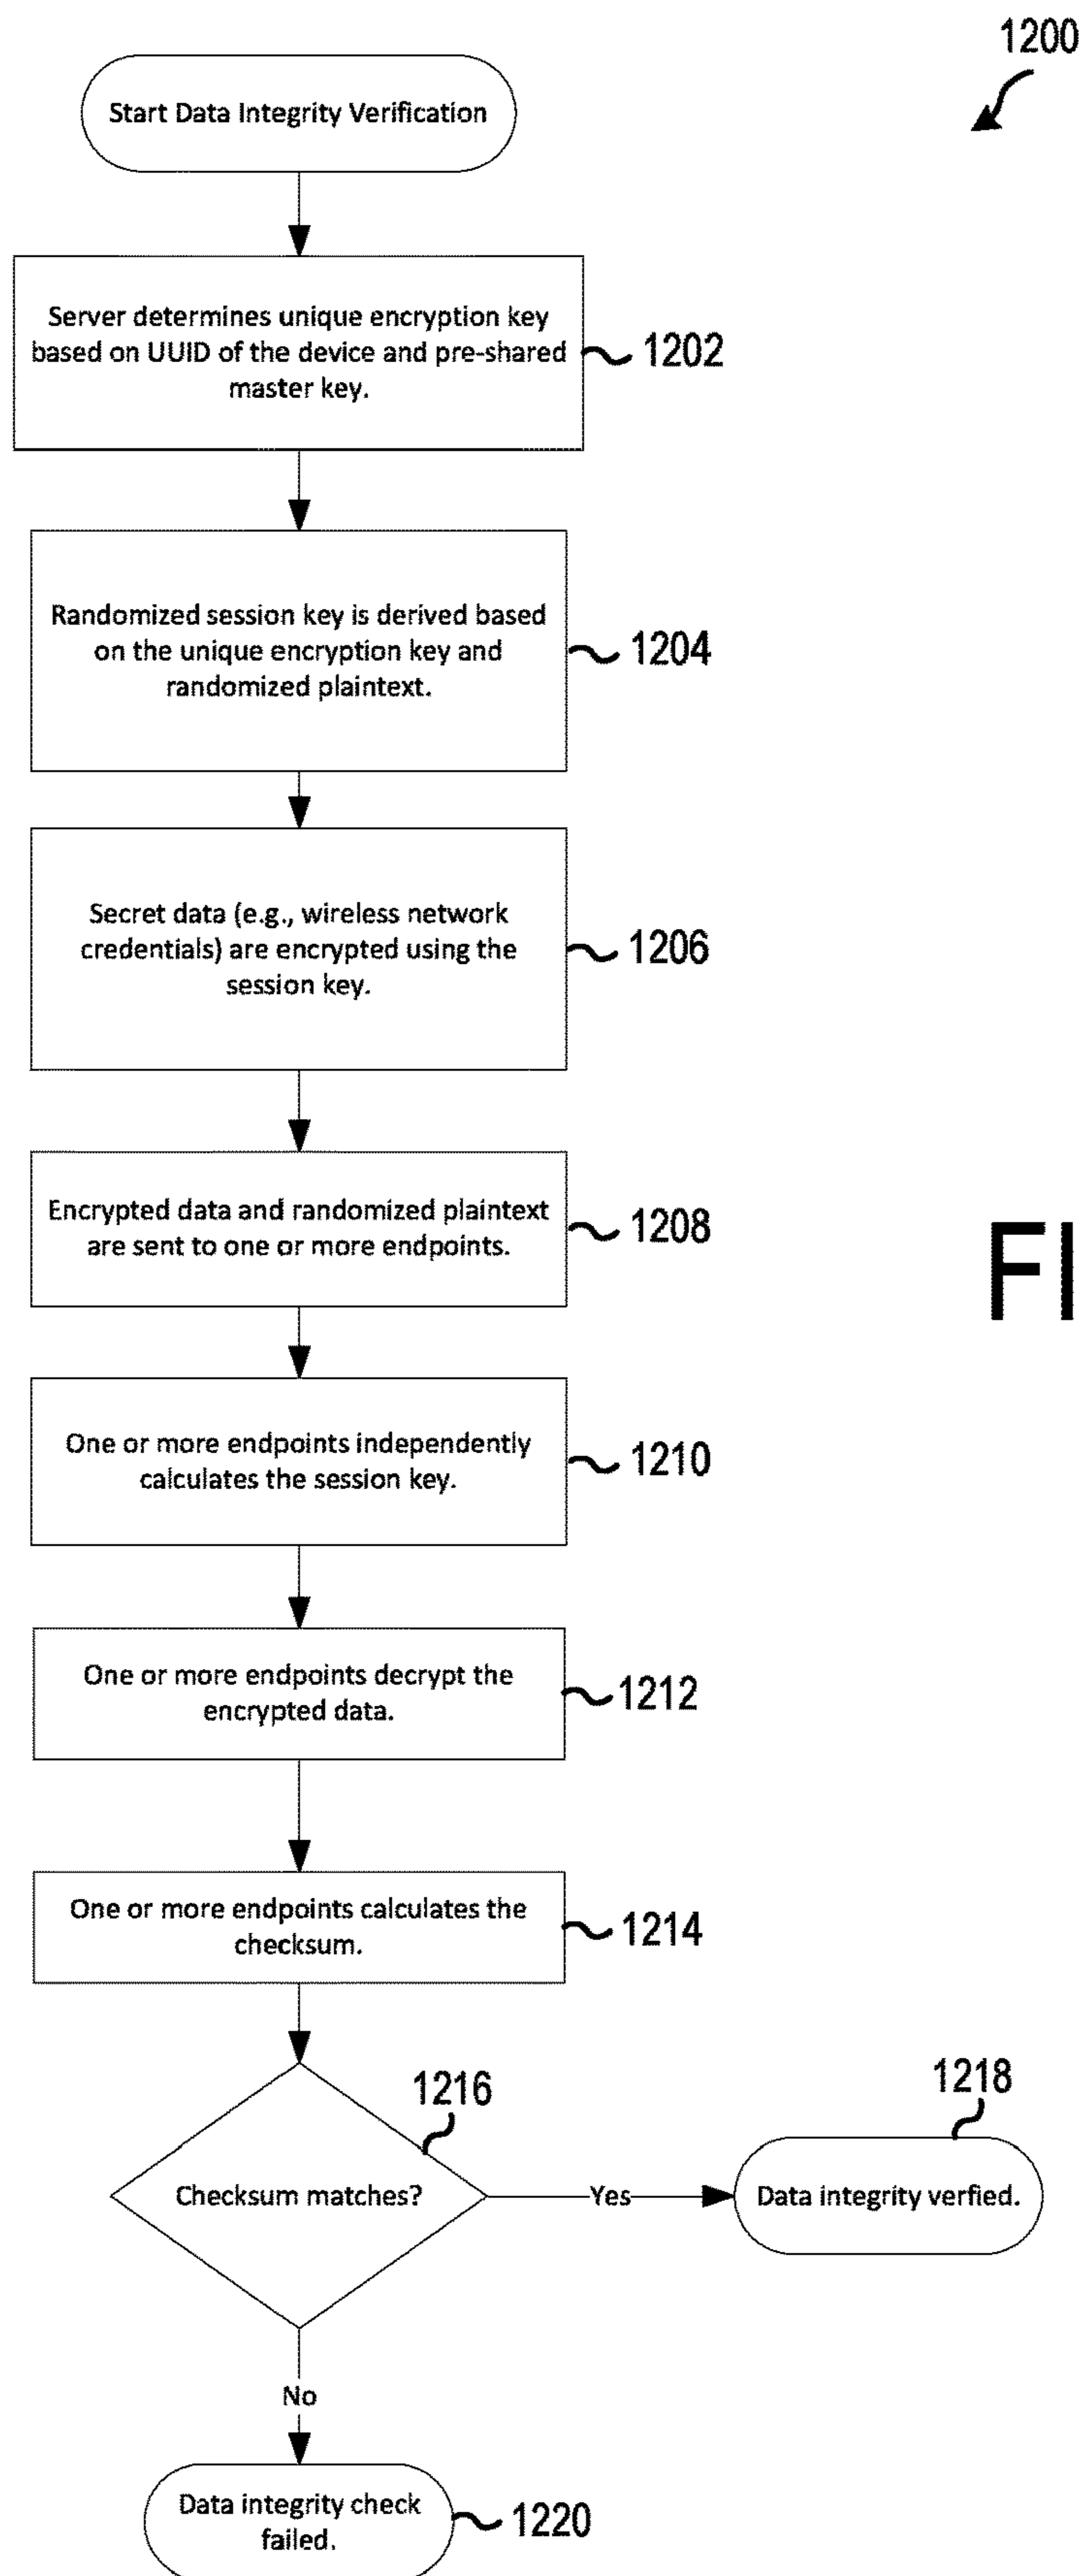 1200
Start Data Integrity Verification
Server determines unique encryption key
based on UUID of the device and pre-shared
master key.
1202
Randomized session key is derived based
on the unique encryption key and
randomized plaintext.
1204
Secret data (e.g., wireless network
credentials) are encrypted using the
session key.
1206
Encrypted data and randomized plaintext
are sent to one or more endpoints.
1208
FI
One or more endpoints independently
calculates the session key.
1210
One or more endpoints decrypt the
encrypted data.
1212
One or more endpoints calculates the
checksum.
1214
1216
Checksum matches?
Yes
1218
Data integrity verfied.
No
Data integrity check
failed.
1220